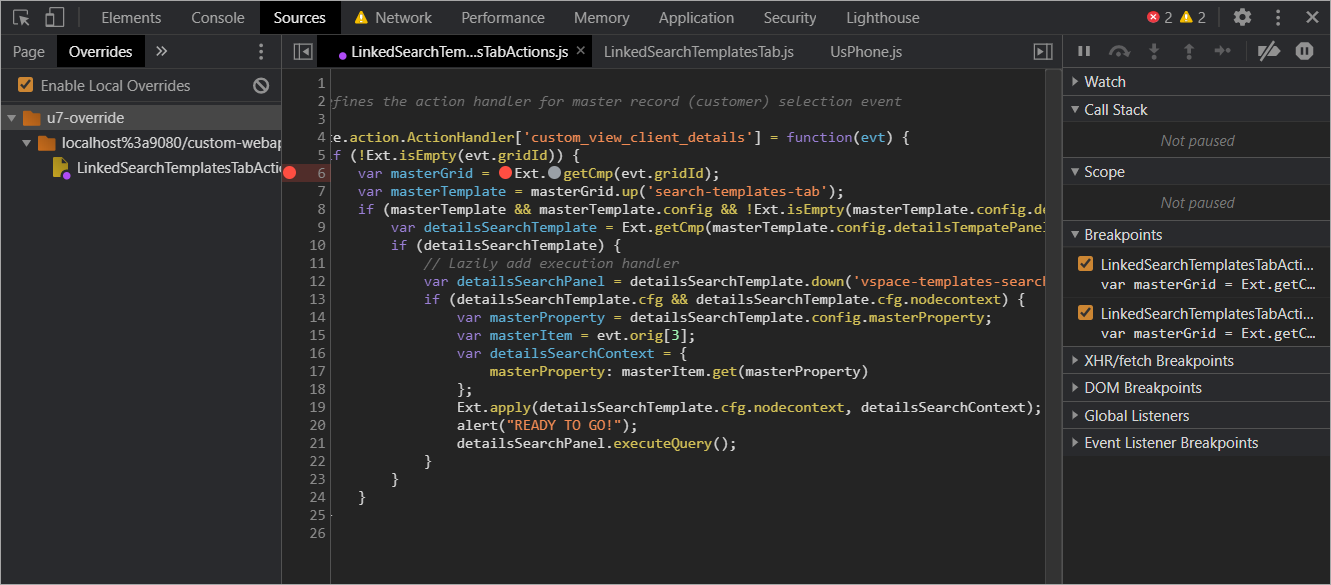 Elements Console Sources Network Performance Memory Application Security Lighthouse 2 2
Page Overrides
LinkedSearchTem...sTabActions.js LinkedSearchTemplatesTab.js UsPhone.js
Enable Local Overrides
u7-override
localhost%3a9080/custom-webap
LinkedSearchTemplatesTabActi
1
2 fines the action handler for master record (customer) selection event
3
4 te.action.ActionHandler['custom_view_client_details'] = function(evt) {
5 if (!Ext.isEmpty(evt.gridId)) {
6 var masterGrid = Ext.getCmp(evt.gridId);
7 var masterTemplate = masterGrid.up('search-templates-tab');
8 if (masterTemplate && masterTemplate.config && !Ext.isEmpty(masterTemplate.config.de
9 var detailsSearchTemplate = Ext.getCmp(masterTemplate.config.detailsTempatePanel
10 if (detailsSearchTemplate) {
11 // Lazily add execution handler
12 var detailsSearchPanel = detailsSearchTemplate.down('vspace-templates-search
13 if (detailsSearchTemplate.cfg && detailsSearchTemplate.cfg.nodecontext) {
14 var masterProperty = detailsSearchTemplate.config.masterProperty;
15 var masterItem = evt.orig[3];
16 var detailsSearchContext = {
17 masterProperty: masterItem.get(masterProperty)
18 };
19 Ext.apply(detailsSearchTemplate.cfg.nodecontext, detailsSearchContext);
20 alert("READY TO GO!");
21 detailsSearchPanel.executeQuery();
22 }
23 }
24 }
25
26
Watch
Call Stack
Not paused
Scope
Not paused
Breakpoints
LinkedSearchTemplatesTabActi...
var masterGrid = Ext.getC...
LinkedSearchTemplatesTabActi...
var masterGrid = Ext.getC...
XHR/fetch Breakpoints
DOM Breakpoints
Global Listeners
Event Listener Breakpoints